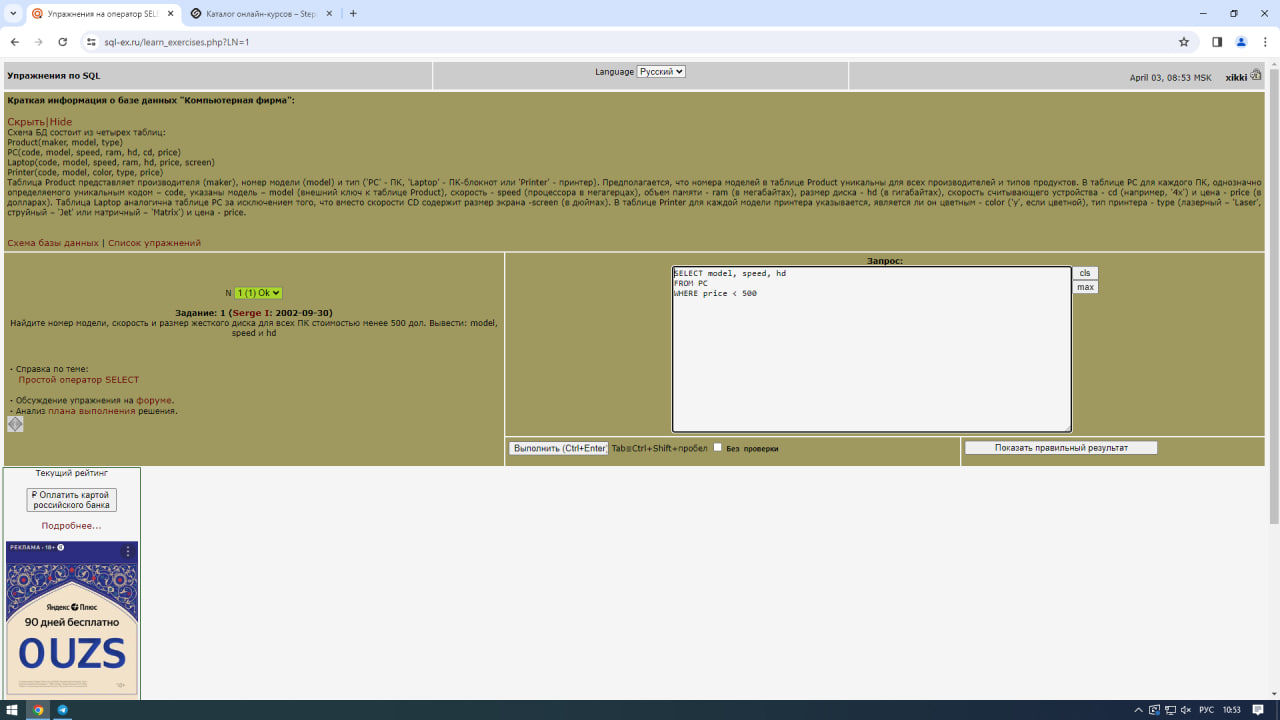 Упражнения на оператор SELE
Каталог онлайн-курсов – Step
sql-ex.ru/learn_exercises.php?LN=1
Упражнения по SQL
Language Русский
April 03, 08:53 MSK xikki
Краткая информация о базе данных "Компьютерная фирма":
Скрыть|Hide
Схема БД состоит из четырех таблиц:
Product(maker, model, type)
PC(code, model, speed, ram, hd, cd, price)
Laptop(code, model, speed, ram, hd, price, screen)
Printer(code, model, color, type, price)
Таблица Product представляет производителя (maker), номер модели (model) и тип ('PC' - ПК, 'Laptop' - ПК-блокнот или 'Printer' - принтер). Предполагается, что номера моделей в таблице Product уникальны для всех производителей и типов продуктов. В таблице PC для каждого ПК, однозначно
определяемого уникальным кодом – code, указаны модель – model (внешний ключ к таблице Product), скорость - speed (процессора в мегагерцах), объем памяти - ram (в мегабайтах), размер диска - hd (в гигабайтах), скорость считывающего устройства - cd (например, '4x') и цена - price (в
долларах). Таблица Laptop аналогична таблице PC за исключением того, что вместо скорости CD содержит размер экрана -screen (в дюймах). В таблице Printer для каждой модели принтера указывается, является ли он цветным - color ('y', если цветной), тип принтера - type (лазерный – 'Laser',
струйный – 'Jet' или матричный – 'Matrix') и цена - price.
Схема базы данных | Список упражнений
N 1 (1) Ok
Задание: 1 (Serge I: 2002-09-30)
Найдите номер модели, скорость и размер жесткого диска для всех ПК стоимостью менее 500 дол. Вывести: model,
speed и hd
· Справка по теме:
Простой оператор SELECT
· Обсуждение упражнения на форуме.
· Анализ плана выполнения решения.
Запрос:
SELECT model, speed, hd
FROM PC
WHERE price < 500
cls
max
Выполнить (Ctrl+Enter) Tab≡Ctrl+Shift+пробел Без проверки
Показать правильный результат
Текущий рейтинг
₽ Оплатить картой
российского банка
Подробнее...
РЕКЛАМА • 18+
Яндекс Плюс
90 дней бесплатно
0 UZS
18+
РУС 10:53